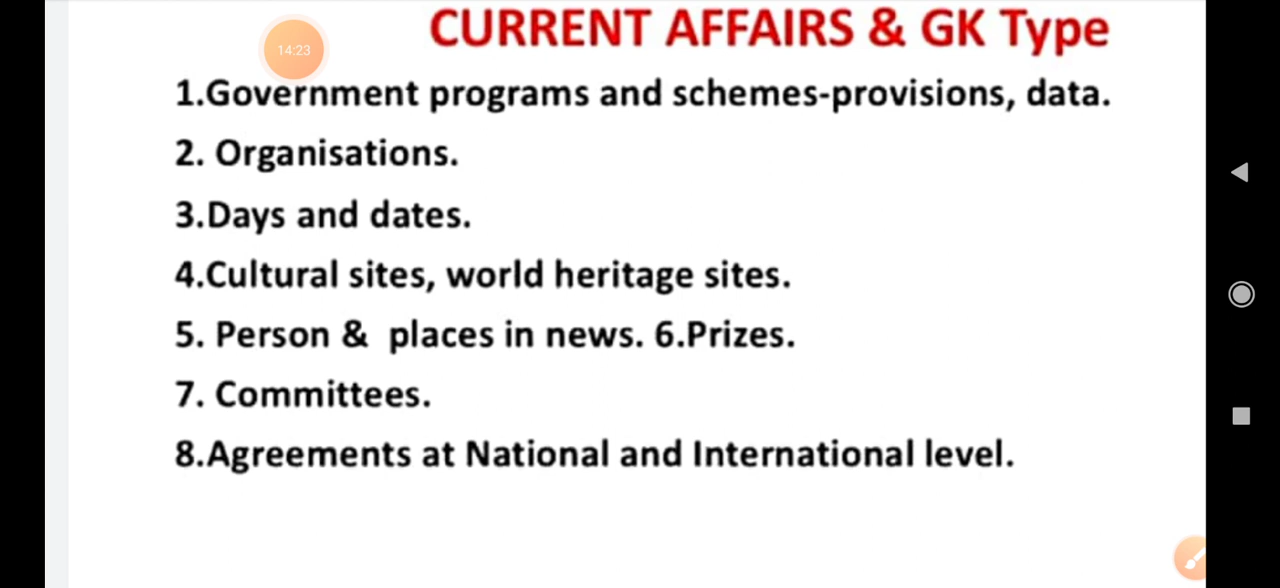 CURRENT AFFAIRS & GK Type
14:23
1.Government programs and schemes-provisions, data.
2. Organisations.
3.Days and dates.
4.Cultural sites, world heritage sites.
5. Person & places in news. 6.Prizes.
7. Committees.
8.Agreements at National and International level.